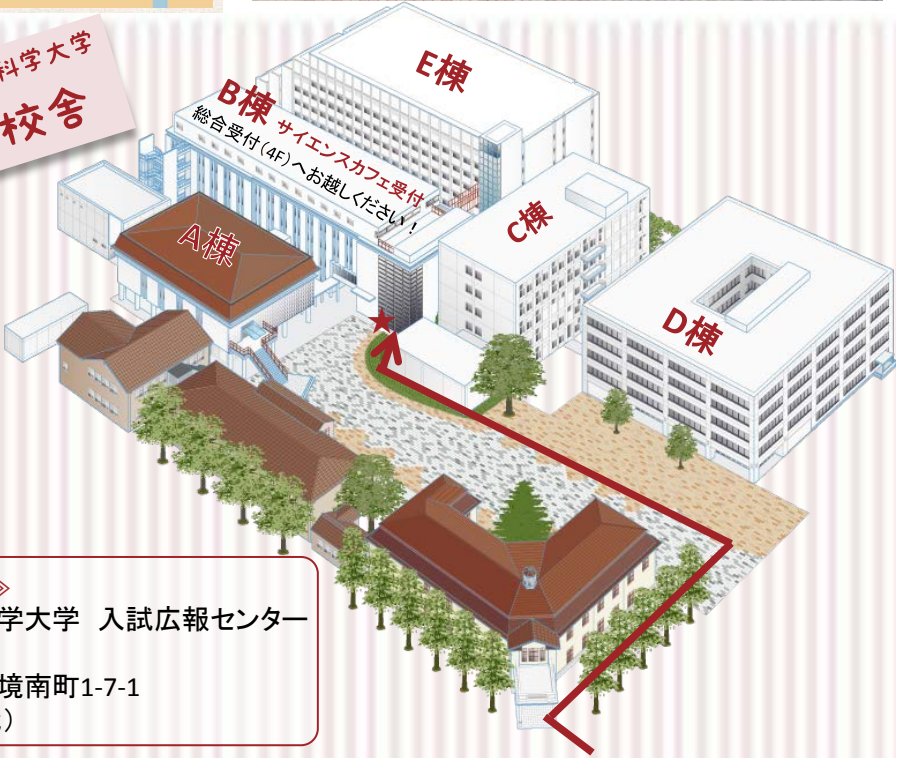 科学大学
校舎
E棟
B棟 サイエンスカフェ受付
総合受付(4F)へお越しください!
C棟
A棟
D棟
≫
学大学 入試広報センター
境南町1-7-1
)